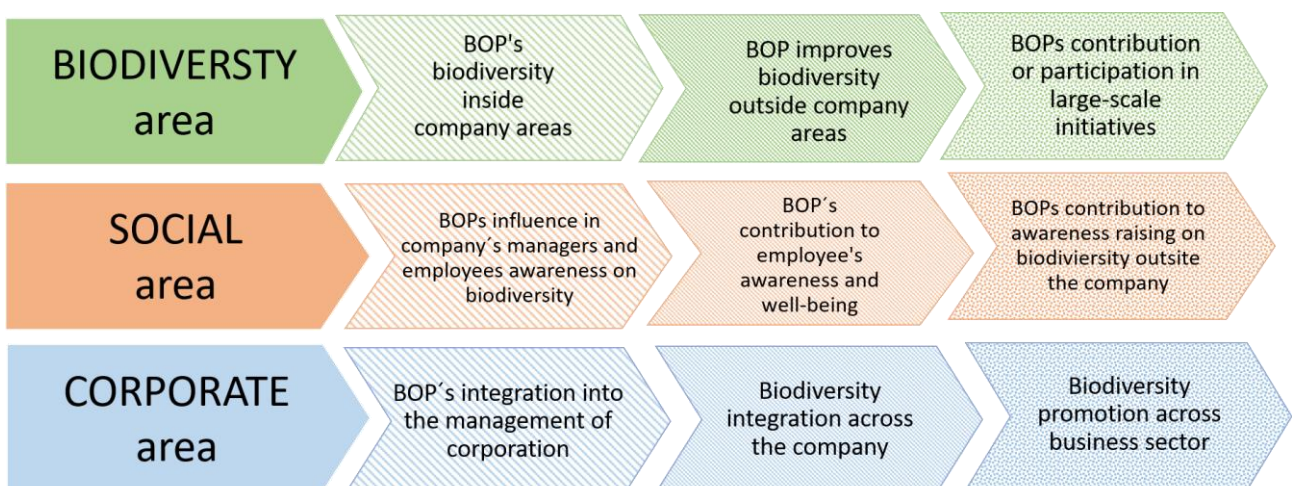 BIODIVERSTY
area
BOP's
biodiversity
inside
company areas
BOP improves
biodiversity
outside company
areas
BOPs contribution
or participation in
large-scale
initiatives
SOCIAL
area
BOPs influence in
company´s managers and
employees awareness on
biodiversity
BOP´s
contribution to
employee's
awareness and
well-being
BOPs contribution to
awareness raising on
biodiviersity outsite
the company
CORPORATE
area
BOP´s integration into
the management of
corporation
Biodiversity
integration across
the company
Biodiversity
promotion across
business sector